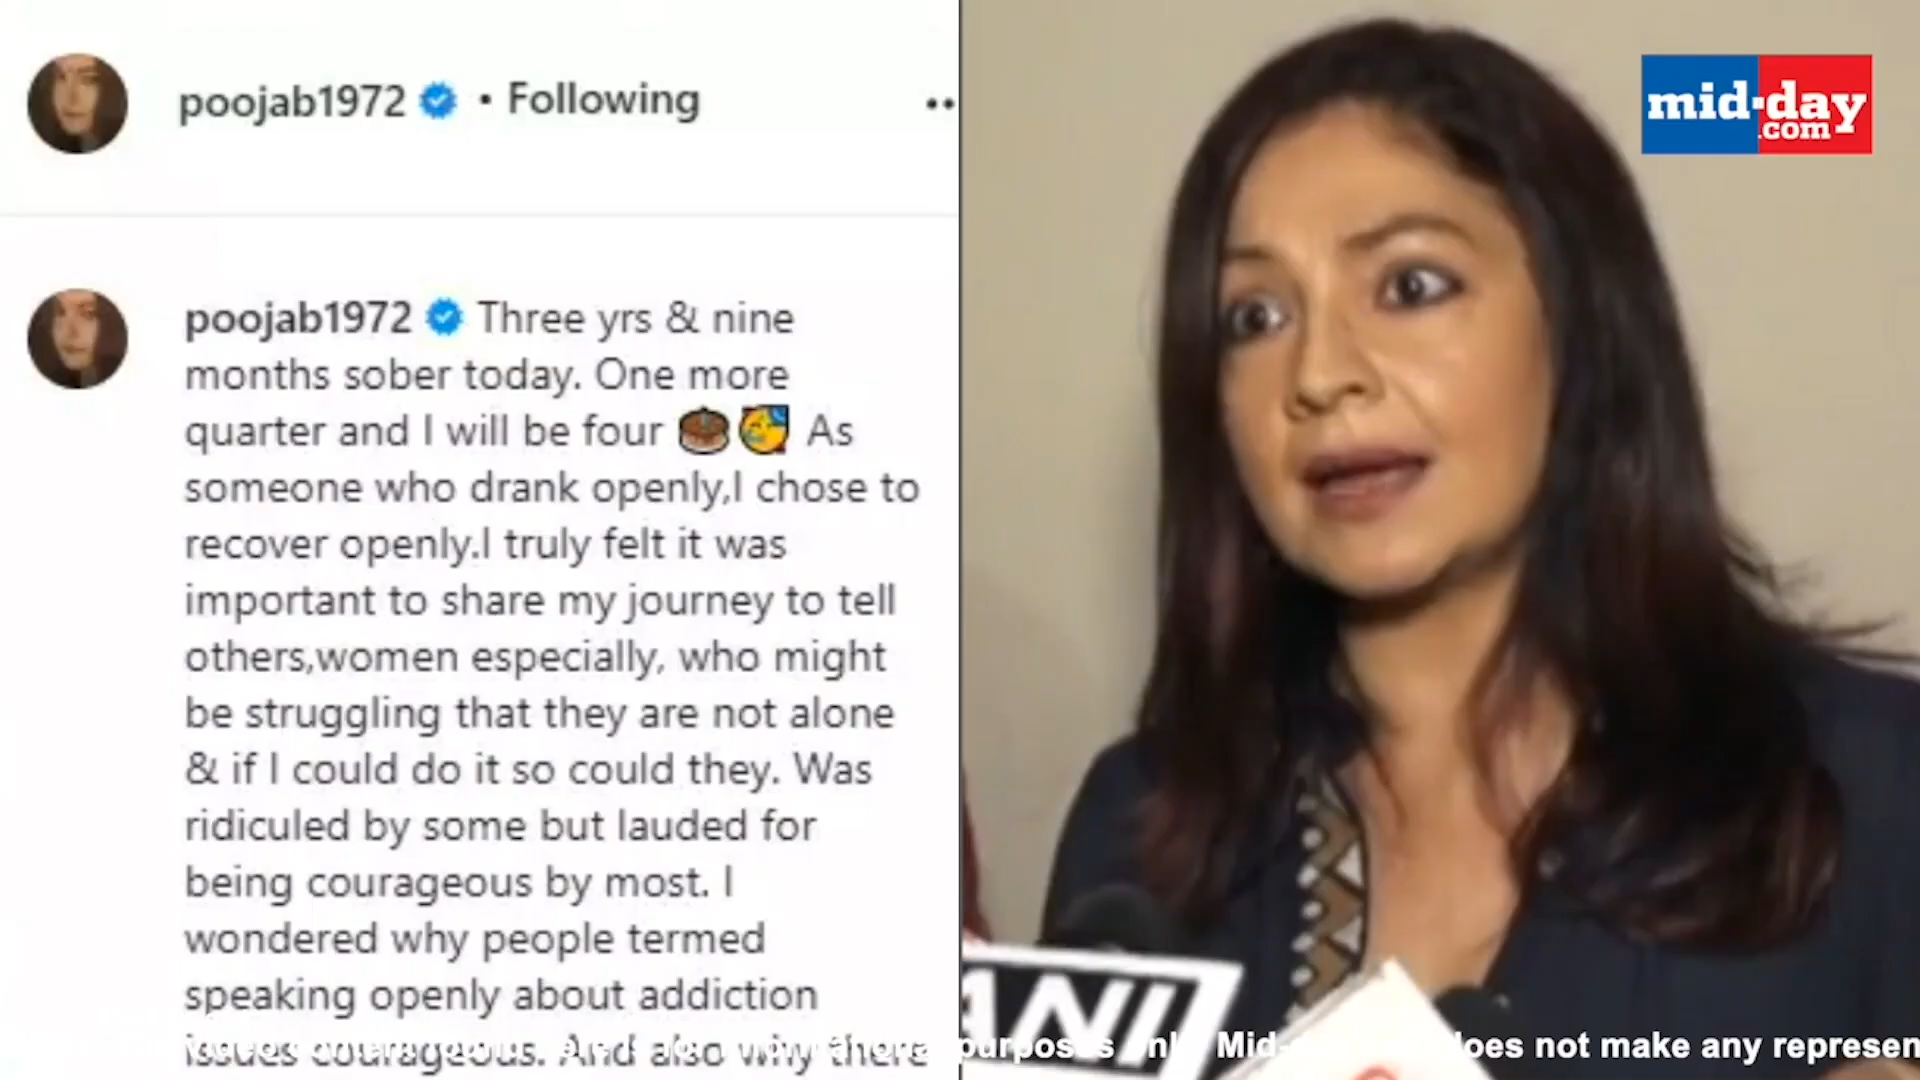 poojab1972 • Following
poojab1972 Three yrs & nine
months sober today. One more
quarter and I will be four 🎂🥳 As
someone who drank openly,I chose to
recover openly.I truly felt it was
important to share my journey to tell
others,women especially, who might
be struggling that they are not alone
& if I could do it so could they. Was
ridiculed by some but lauded for
being courageous by most. I
wondered why people termed
speaking openly about addiction
issues courageous. And also why there
mid-day
.com
ANI
purposes only. Mid- does not make any represen